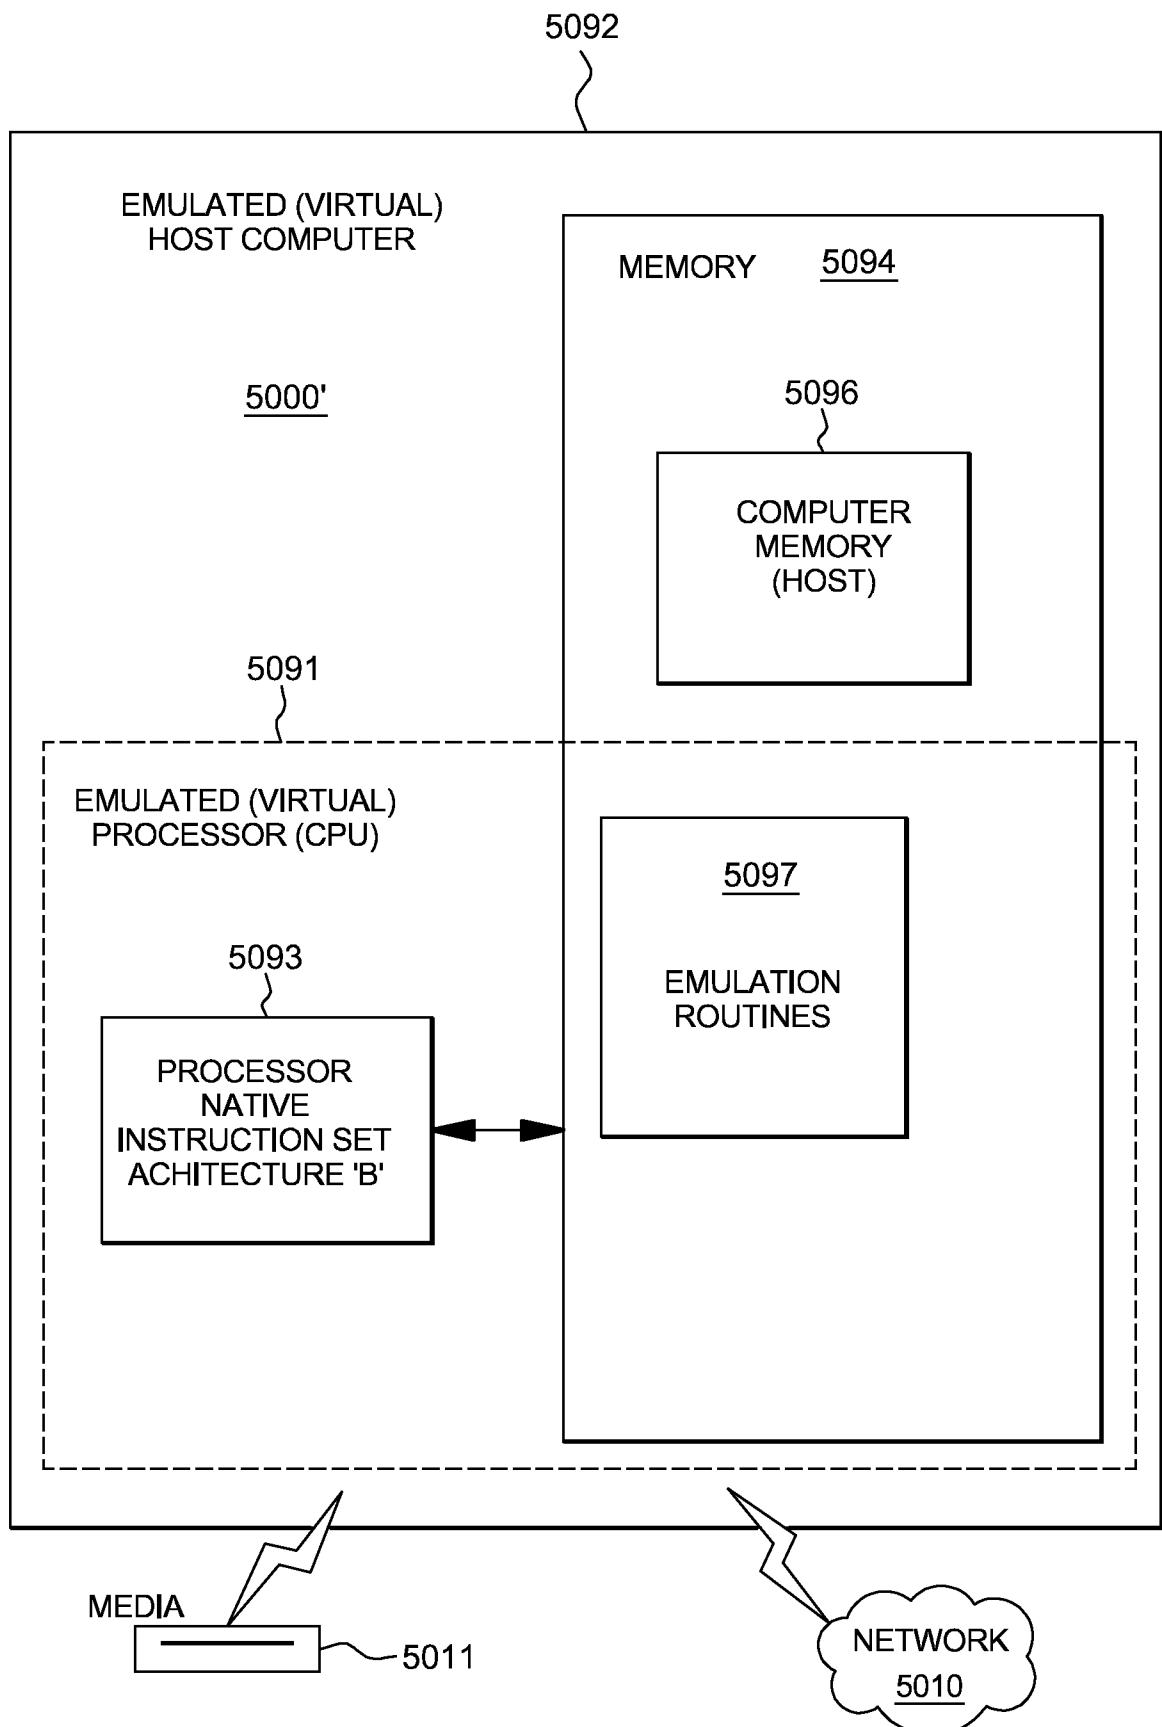 5092
EMULATED (VIRTUAL)
HOST COMPUTER
MEMORY 5094
5000'
5096
COMPUTER
MEMORY
(HOST)
5091
EMULATED (VIRTUAL)
PROCESSOR (CPU)
5097
EMULATION
ROUTINES
5093
PROCESSOR
NATIVE
INSTRUCTION SET
ACHITECTURE 'B'
MEDIA
5011
NETWORK
5010